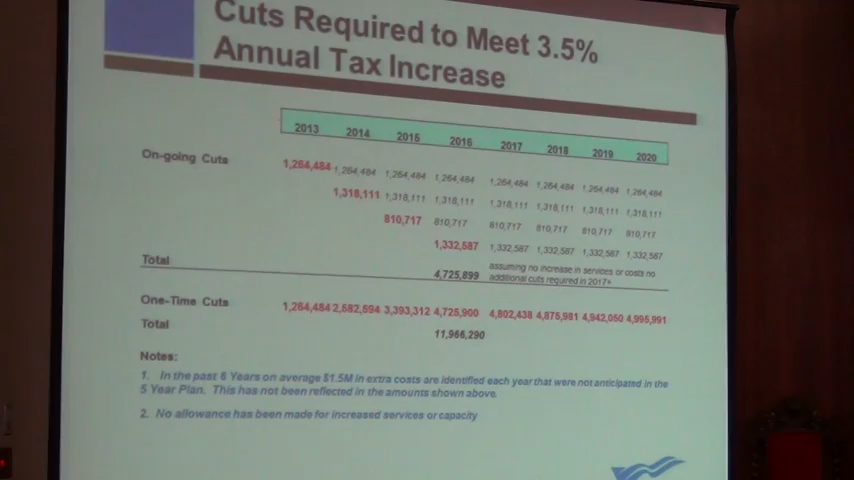 Cuts Required to Meet 3.5%
Annual Tax Increase
2013 2014 2015 2016 2017 2018 2019 2020
On-going Cuts 1,264,484 1,264,484 1,264,484 1,264,484 1,264,484 1,264,484 1,264,484 1,264,484
1,318,111 1,318,111 1,318,111 1,318,111 1,318,111 1,318,111 1,318,111
810,717 810,717 810,717 810,717 810,717 810,717
1,332,587 1,332,587 1,332,587 1,332,587 1,332,587
Total 4,725,899 assuming no increase in services or costs no
additional cuts required in 2017+
One-Time Cuts 1,264,484 2,582,594 3,393,312 4,725,900 4,802,438 4,875,981 4,942,050 4,995,991
Total 11,966,290
Notes:
1. In the past 6 Years on average $1.5M in extra costs are identified each year that were not anticipated in the
5 Year Plan. This has not been reflected in the amounts shown above.
2. No allowance has been made for increased services or capacity